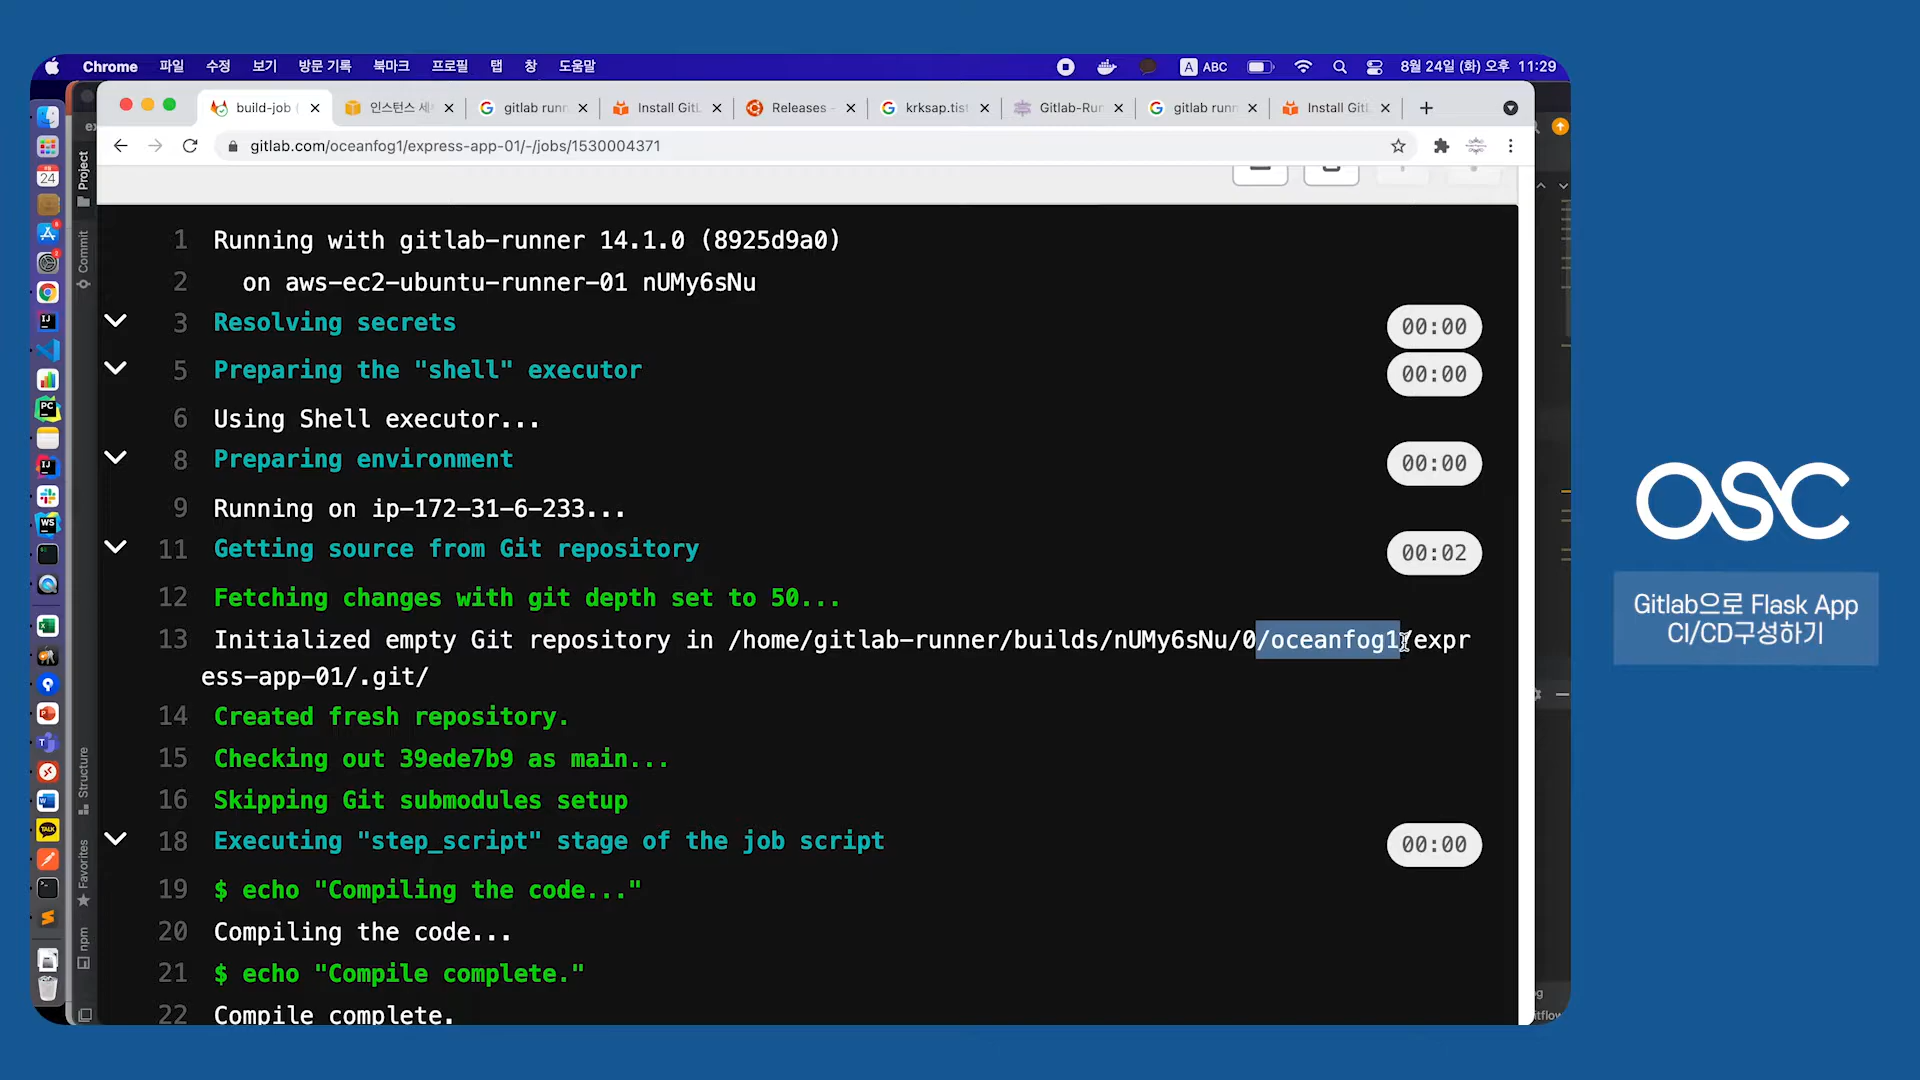 Chrome 파일 수정 보기 방문 기록 북마크 프로필 탭 창 도움말 A ABC 8월 24일 (화) 오후 11:29
build-job ( 인스턴스 세 gitlab runn Install GitL Releases - krksap.tist Gitlab-Run gitlab runn Install GitL
gitlab.com/oceanfog1/express-app-01/-/jobs/1530004371
Project
Commit
Structure
Favorites
npm
24
1 Running with gitlab-runner 14.1.0 (8925d9a0)
2 on aws-ec2-ubuntu-runner-01 nUMy6sNu
3 Resolving secrets 00:00
5 Preparing the "shell" executor 00:00
6 Using Shell executor...
8 Preparing environment 00:00
9 Running on ip-172-31-6-233...
11 Getting source from Git repository 00:02
12 Fetching changes with git depth set to 50...
13 Initialized empty Git repository in /home/gitlab-runner/builds/nUMy6sNu/0/oceanfog1/expr
ess-app-01/.git/
14 Created fresh repository.
15 Checking out 39ede7b9 as main...
16 Skipping Git submodules setup
18 Executing "step_script" stage of the job script 00:00
19 $ echo "Compiling the code..."
20 Compiling the code...
21 $ echo "Compile complete."
22 Compile complete.
OSC
Gitlab으로 Flask App
CI/CD구성하기